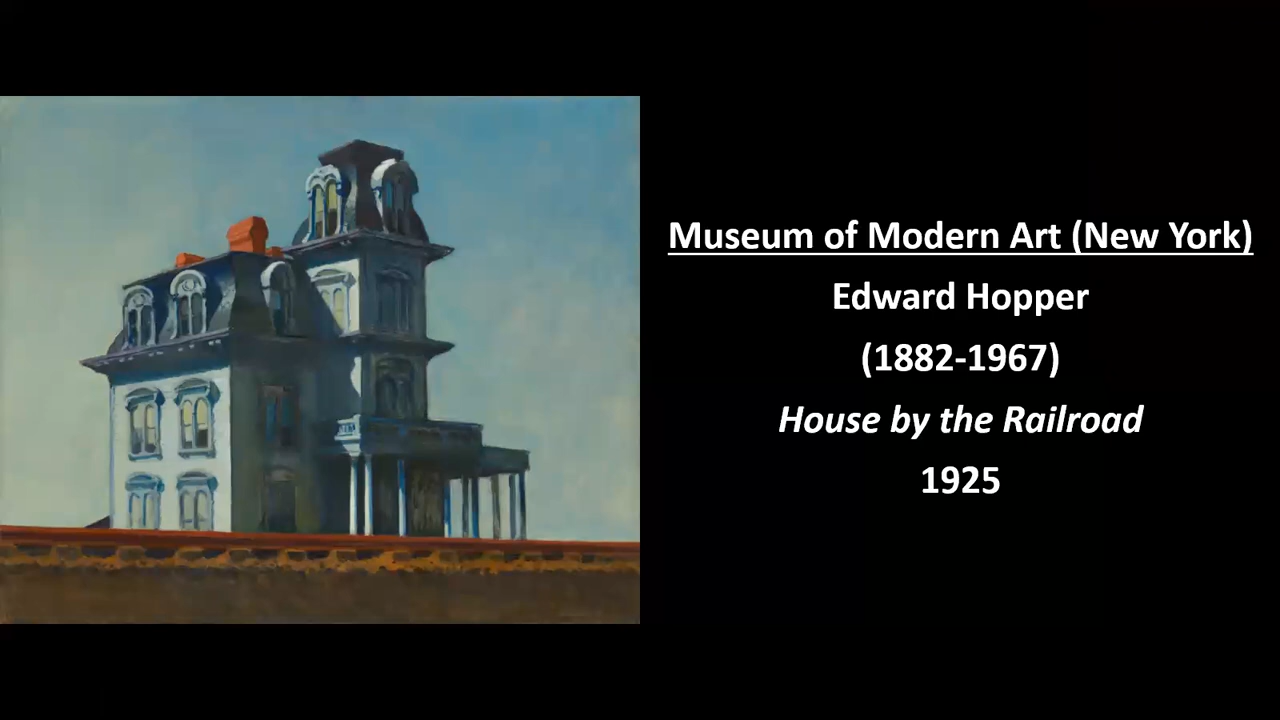 Museum of Modern Art (New York)
Edward Hopper
(1882-1967)
House by the Railroad
1925